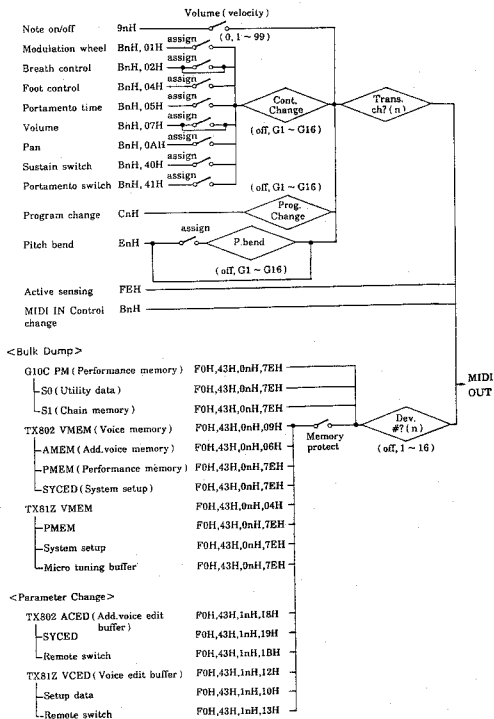 Volume (velocity)
Note on/off 9nH
(0, 1 ~ 99)
Modulation wheel BnH, 01H assign
Breath control BnH, 02H assign
Foot control BnH, 04H assign
Portamento time BnH, 05H assign
Volume BnH, 07H assign
Pan BnH, 0AH assign
Sustain switch BnH, 40H assign
Portamento switch BnH, 41H assign
Cont. Change
(off, G1 ~ G16)
Trans. ch?(n)
(off, G1 ~ G16)
Program change CnH
Prog. Change
Pitch bend EnH assign
P.bend
(off, G1 ~ G16)
Active sensing FEH
MIDI IN Control BnH
change
<Bulk Dump>
G10C PM (Performance memory) F0H,43H,0nH,7EH
S0 (Utility data) F0H,43H,0nH,7EH
S1 (Chain memory) F0H,43H,0nH,7EH
MIDI
OUT
TX802 VMEM (Voice memory) F0H,43H,0nH,09H
AMEM (Add.voice memory) F0H,43H,0nH,06H
PMEM (Performance memory) F0H,43H,0nH,7EH
SYCED (System setup) F0H,43H,0nH,7EH
Memory
protect
Dev.
#?(n)
(off, 1 ~ 16)
TX81Z VMEM F0H,43H,0nH,04H
PMEM F0H,43H,0nH,7EH
System setup F0H,43H,0nH,7EH
Micro tuning buffer F0H,43H,0nH,7EH
<Parameter Change>
TX802 ACED (Add.voice edit F0H,43H,1nH,18H
buffer)
SYCED F0H,43H,1nH,19H
Remote switch F0H,43H,1nH,1BH
TX81Z VCED (Voice edit buffer) F0H,43H,1nH,12H
Setup data F0H,43H,1nH,10H
Remote switch F0H,43H,1nH,13H